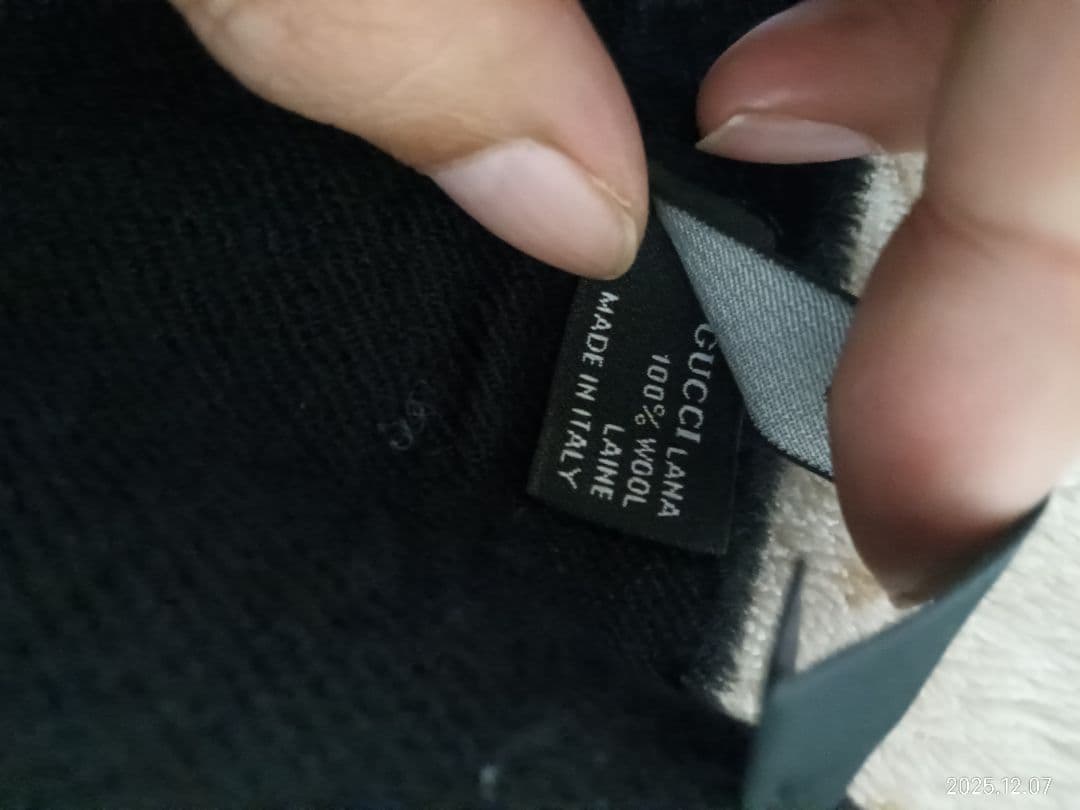 GUCCI LANA
100% WOOL
LAINE
MADE IN ITALY
2025.12.07